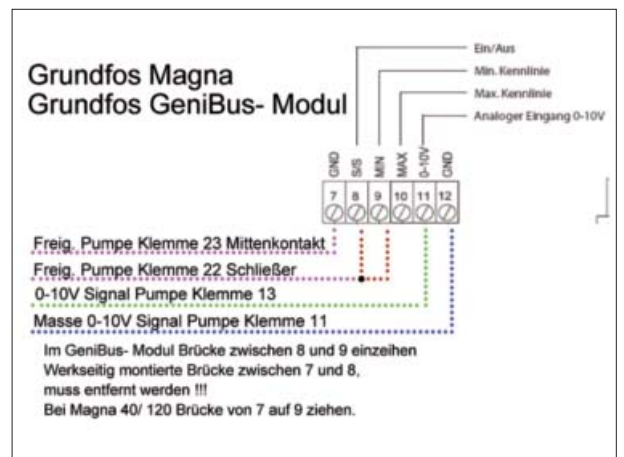 Grundfos Magna
Grundfos GeniBus- Modul
Ein/Aus
Min. Kennlinie
Max. Kennlinie
Analoger Eingang 0-10V
GND
S/S
MIN
MAX
0-10V
GND
7 8 9 10 11 12
Freig. Pumpe Klemme 23 Mittenkontakt
Freig. Pumpe Klemme 22 Schließer
0-10V Signal Pumpe Klemme 13
Masse 0-10V Signal Pumpe Klemme 11
Im GeniBus- Modul Brücke zwischen 8 und 9 einzeihen
Werkseitig montierte Brücke zwischen 7 und 8,
muss entfernt werden !!!
Bei Magna 40/ 120 Brücke von 7 auf 9 ziehen.